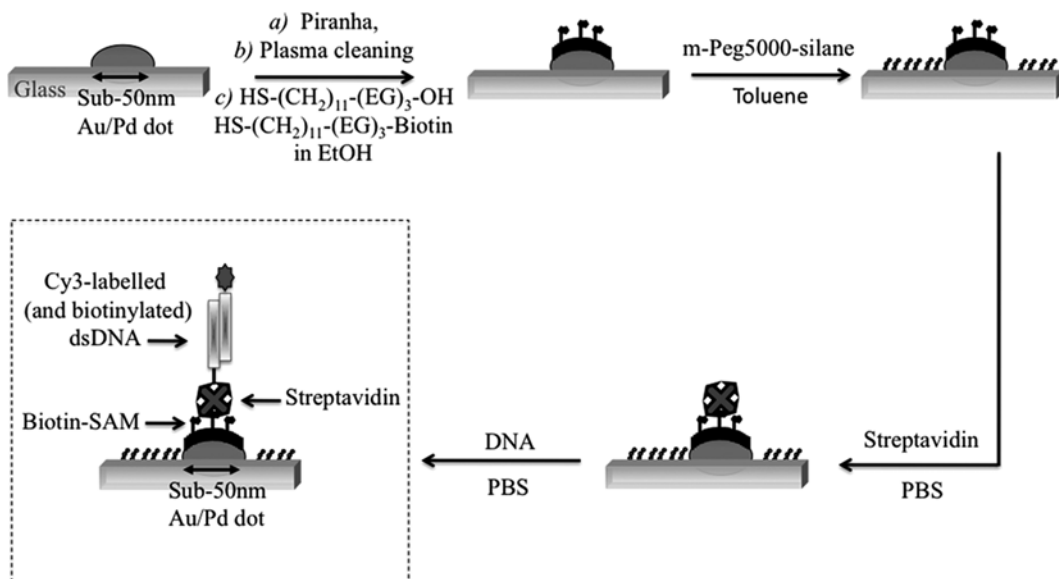 a) Piranha,
b) Plasma cleaning
c) HS-(CH2)11-(EG)3-OH
HS-(CH2)11-(EG)3-Biotin
in EtOH
Glass
Sub-50nm
Au/Pd dot
m-Peg5000-silane
Toluene
Streptavidin
PBS
DNA
PBS
Cy3-labelled
(and biotinylated)
dsDNA
Streptavidin
Biotin-SAM
Sub-50nm
Au/Pd dot